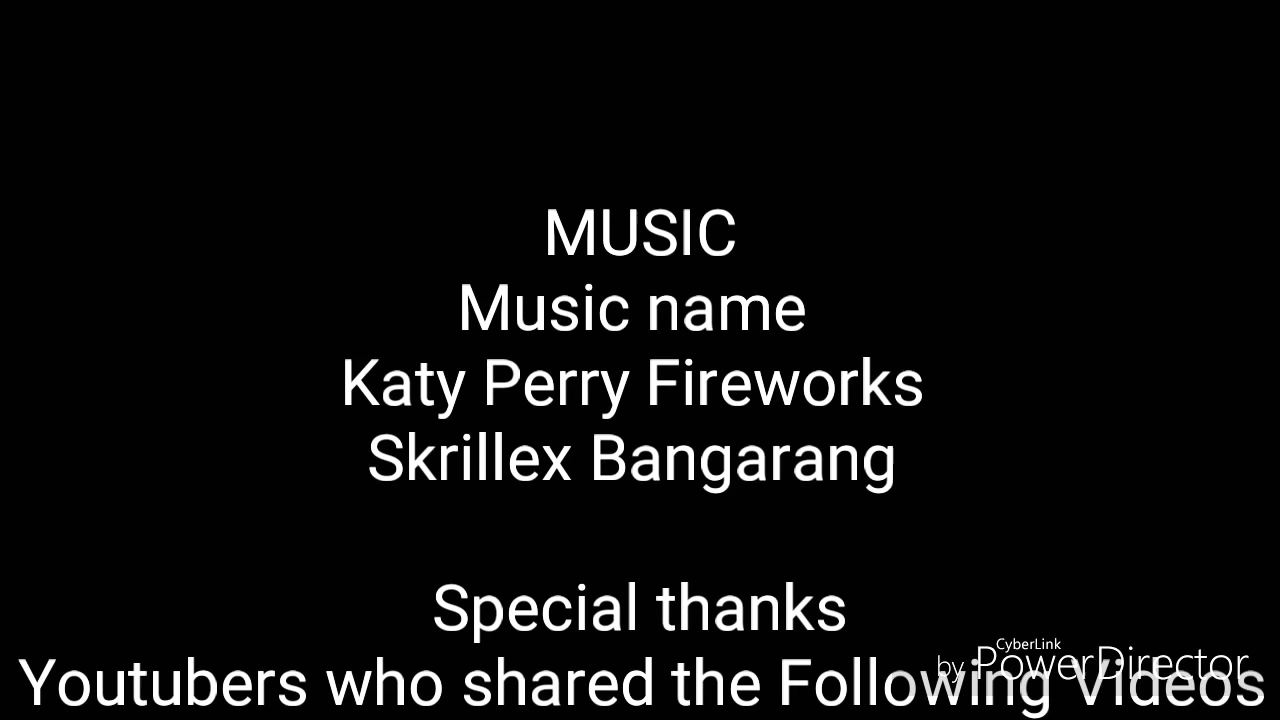 MUSIC
Music name
Katy Perry Fireworks
Skrillex Bangarang
Special thanks
Youtubers who shared the Following Videos
CyberLink
by PowerDirector